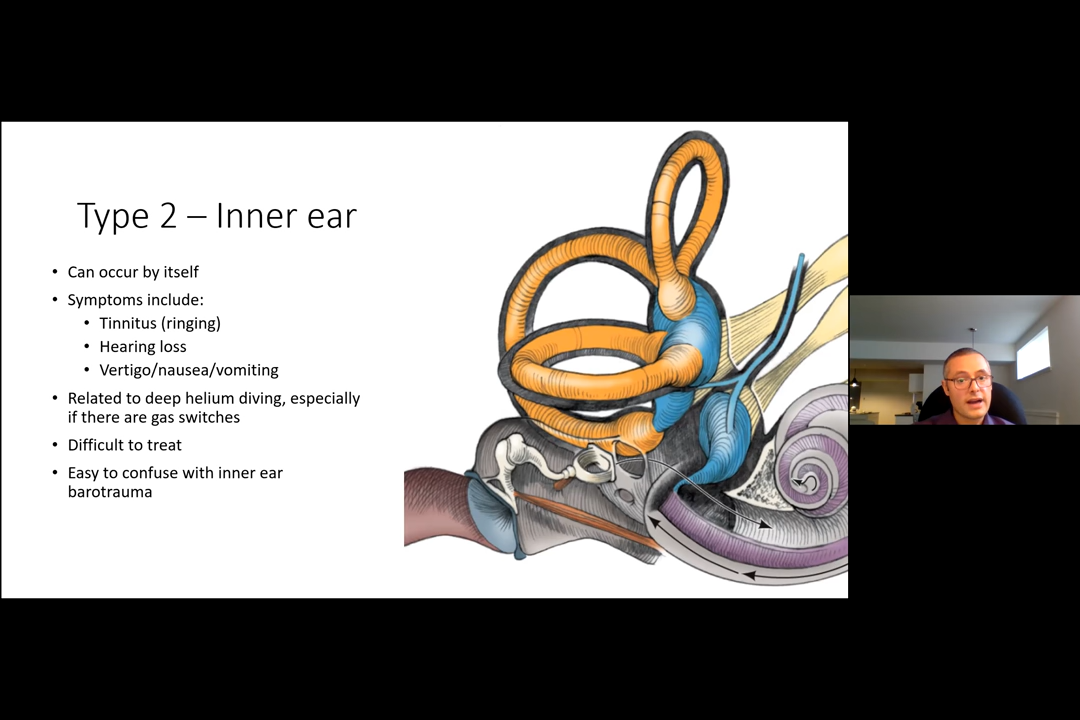 Type 2 – Inner ear
• Can occur by itself
• Symptoms include:
• Tinnitus (ringing)
• Hearing loss
• Vertigo/nausea/vomiting
• Related to deep helium diving, especially
if there are gas switches
• Difficult to treat
• Easy to confuse with inner ear
barotrauma